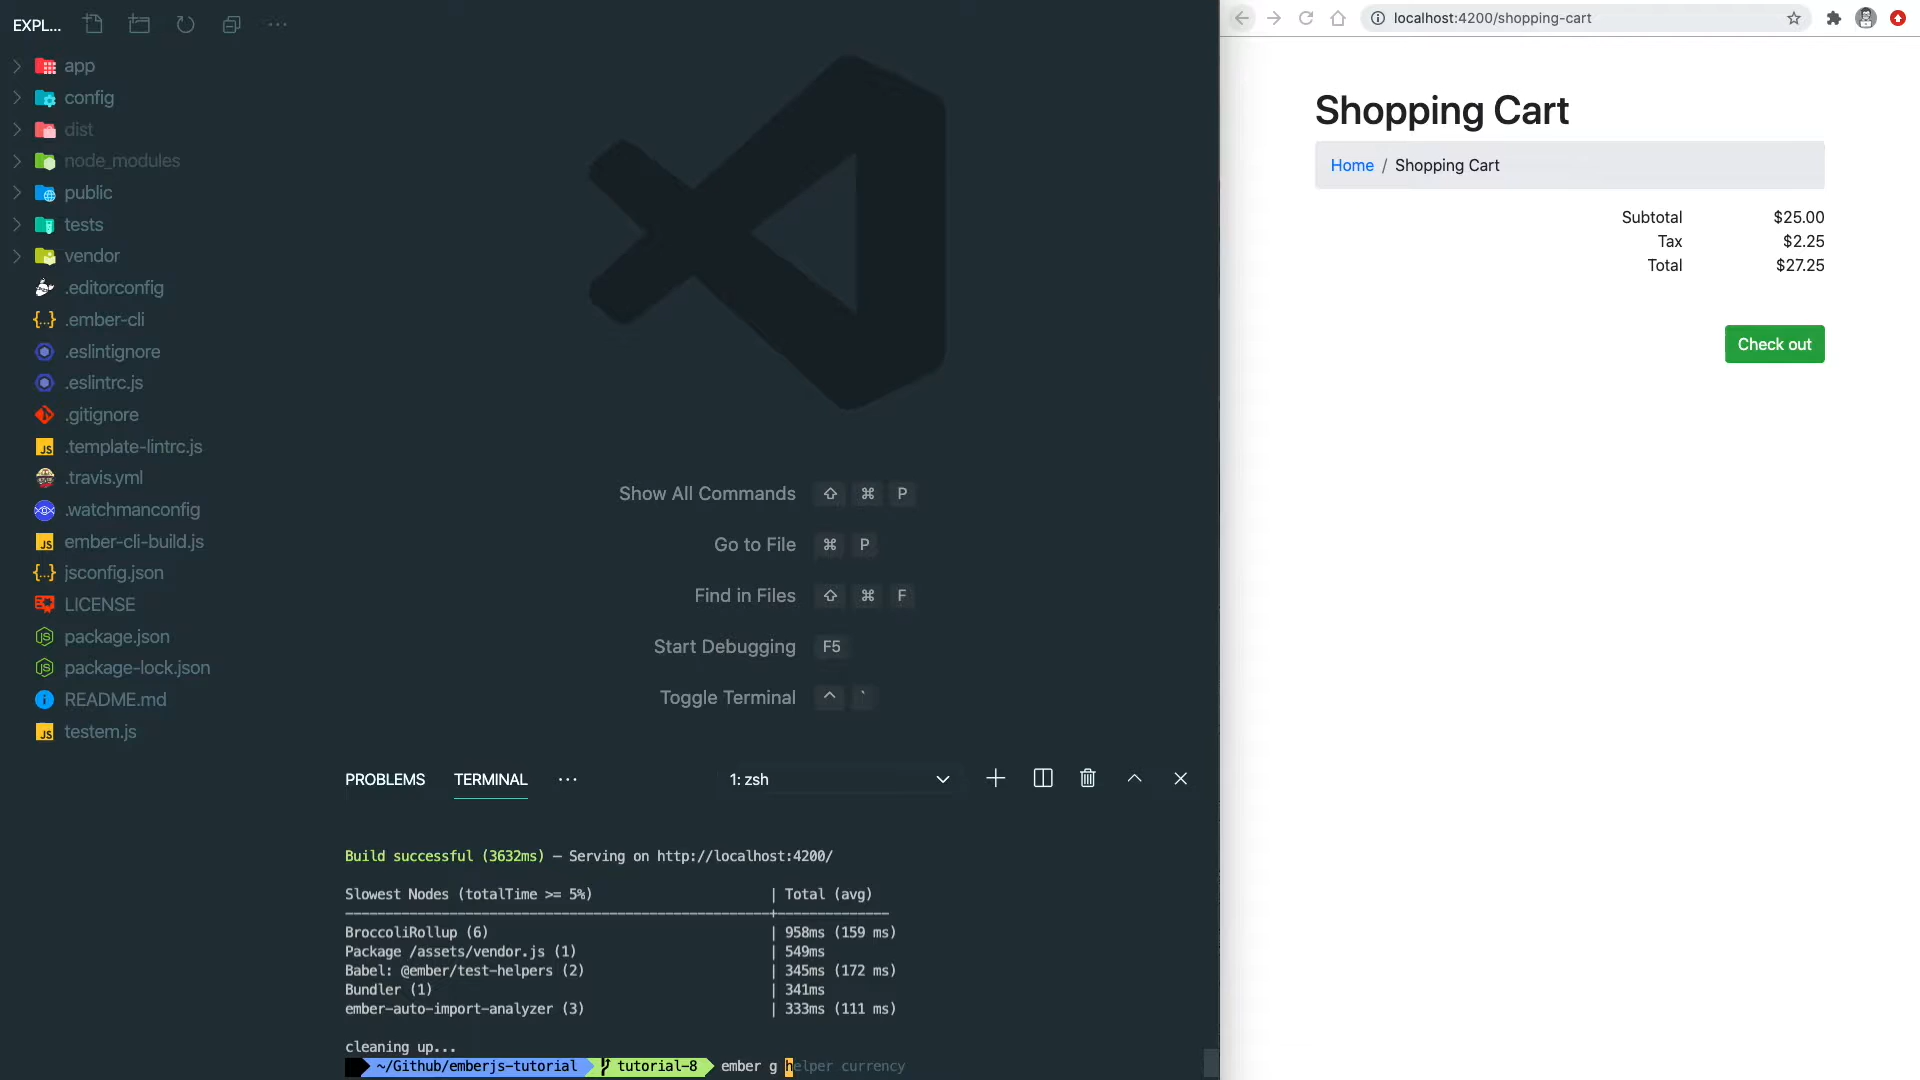 EXPL...
app
config
dist
node_modules
public
tests
vendor
.editorconfig
.ember-cli
.eslintignore
.eslintrc.js
.gitignore
.template-lintrc.js
.travis.yml
.watchmanconfig
ember-cli-build.js
jsconfig.json
LICENSE
package.json
package-lock.json
README.md
testem.js
Show All Commands ⇧ ⌘ P
Go to File ⌘ P
Find in Files ⇧ ⌘ F
Start Debugging F5
Toggle Terminal ^ `
PROBLEMS TERMINAL ... 1: zsh
Build successful (3632ms) – Serving on http://localhost:4200/
Slowest Nodes (totalTime >= 5%) | Total (avg)
BroccoliRollup (6) | 958ms (159 ms)
Package /assets/vendor.js (1) | 549ms
Babel: @ember/test-helpers (2) | 345ms (172 ms)
Bundler (1) | 341ms
ember-auto-import-analyzer (3) | 333ms (111 ms)
cleaning up...
~/Github/emberjs-tutorial tutorial-8 ember g helper currency
localhost:4200/shopping-cart
Shopping Cart
Home / Shopping Cart
Subtotal $25.00
Tax $2.25
Total $27.25
Check out